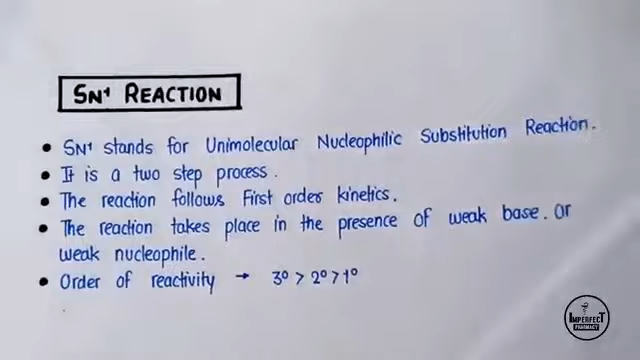 SN¹ REACTION
• SN¹ stands for Unimolecular Nucleophilic Substitution Reaction.
• It is a two step process.
• The reaction follows First order kinetics.
• The reaction takes place in the presence of weak base. or
weak nucleophile.
• Order of reactivity → 3° > 2° > 1°
IMPERFECT
PHARMACY